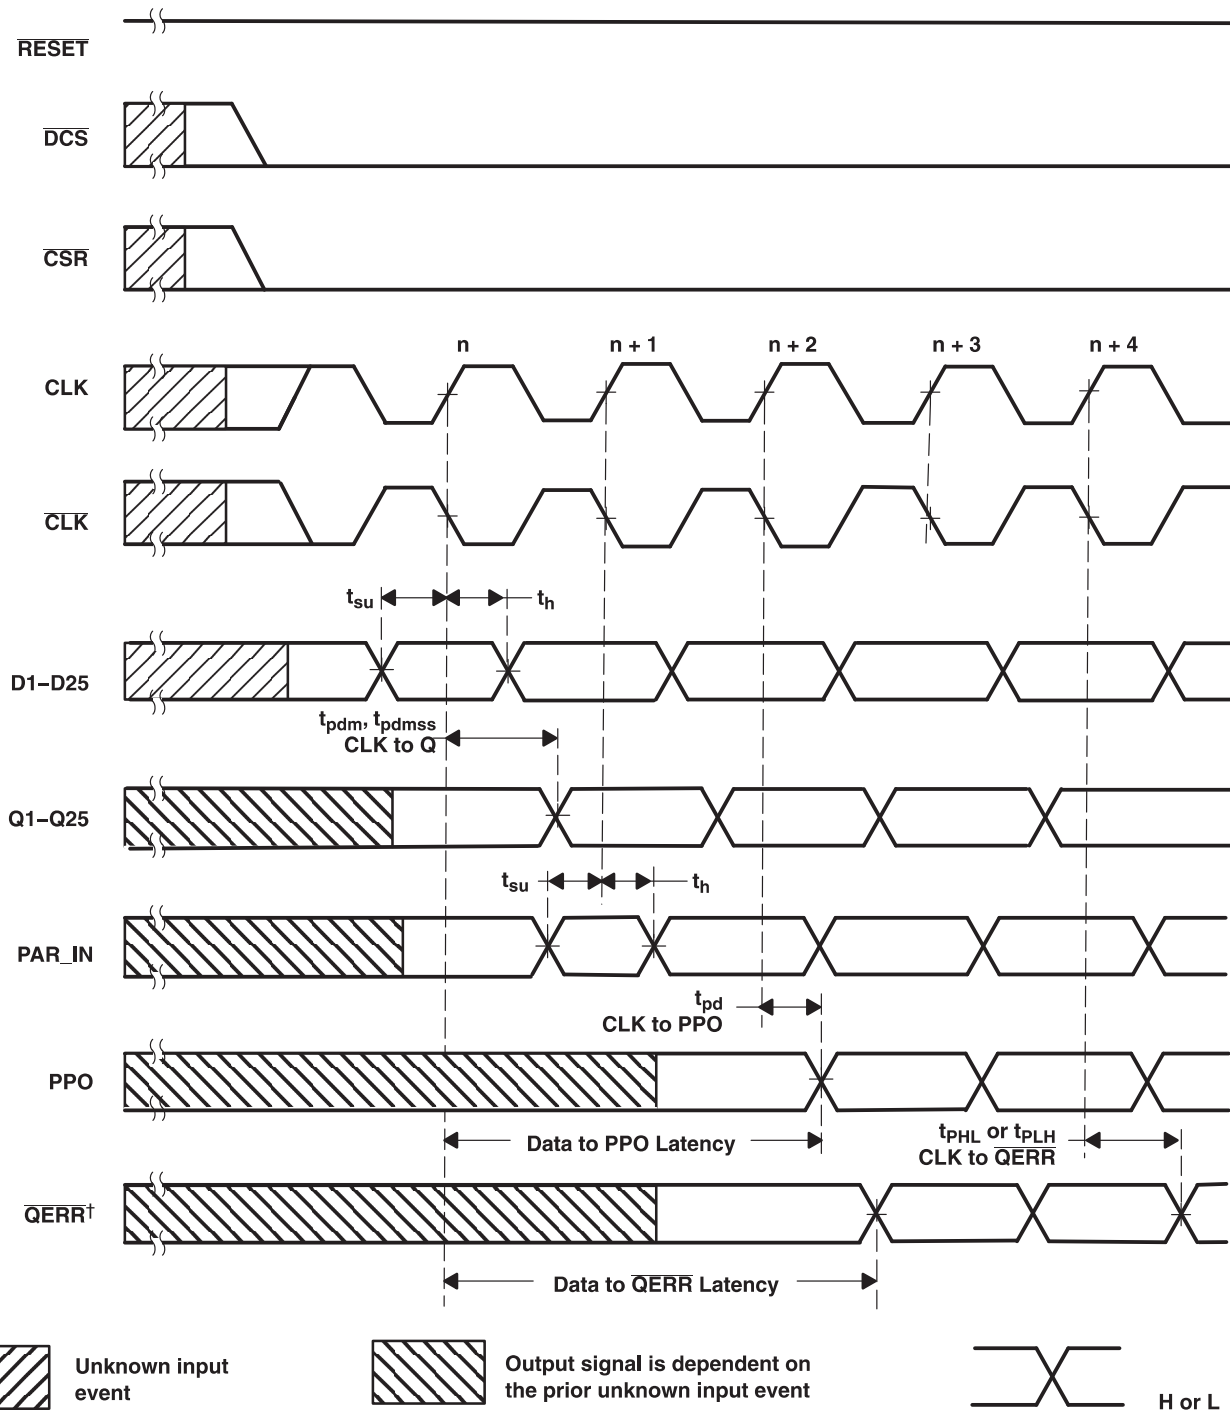 RESET
DCS
CSR
n n + 1 n + 2 n + 3 n + 4
CLK
CLK
tsu th
D1–D25
tpdm, tpdmss
CLK to Q
Q1–Q25
tsu th
PAR_IN
tpd
CLK to PPO
PPO
Data to PPO Latency
tPHL or tPLH
CLK to QERR
QERR†
Data to QERR Latency
Unknown input
event
Output signal is dependent on
the prior unknown input event
H or L